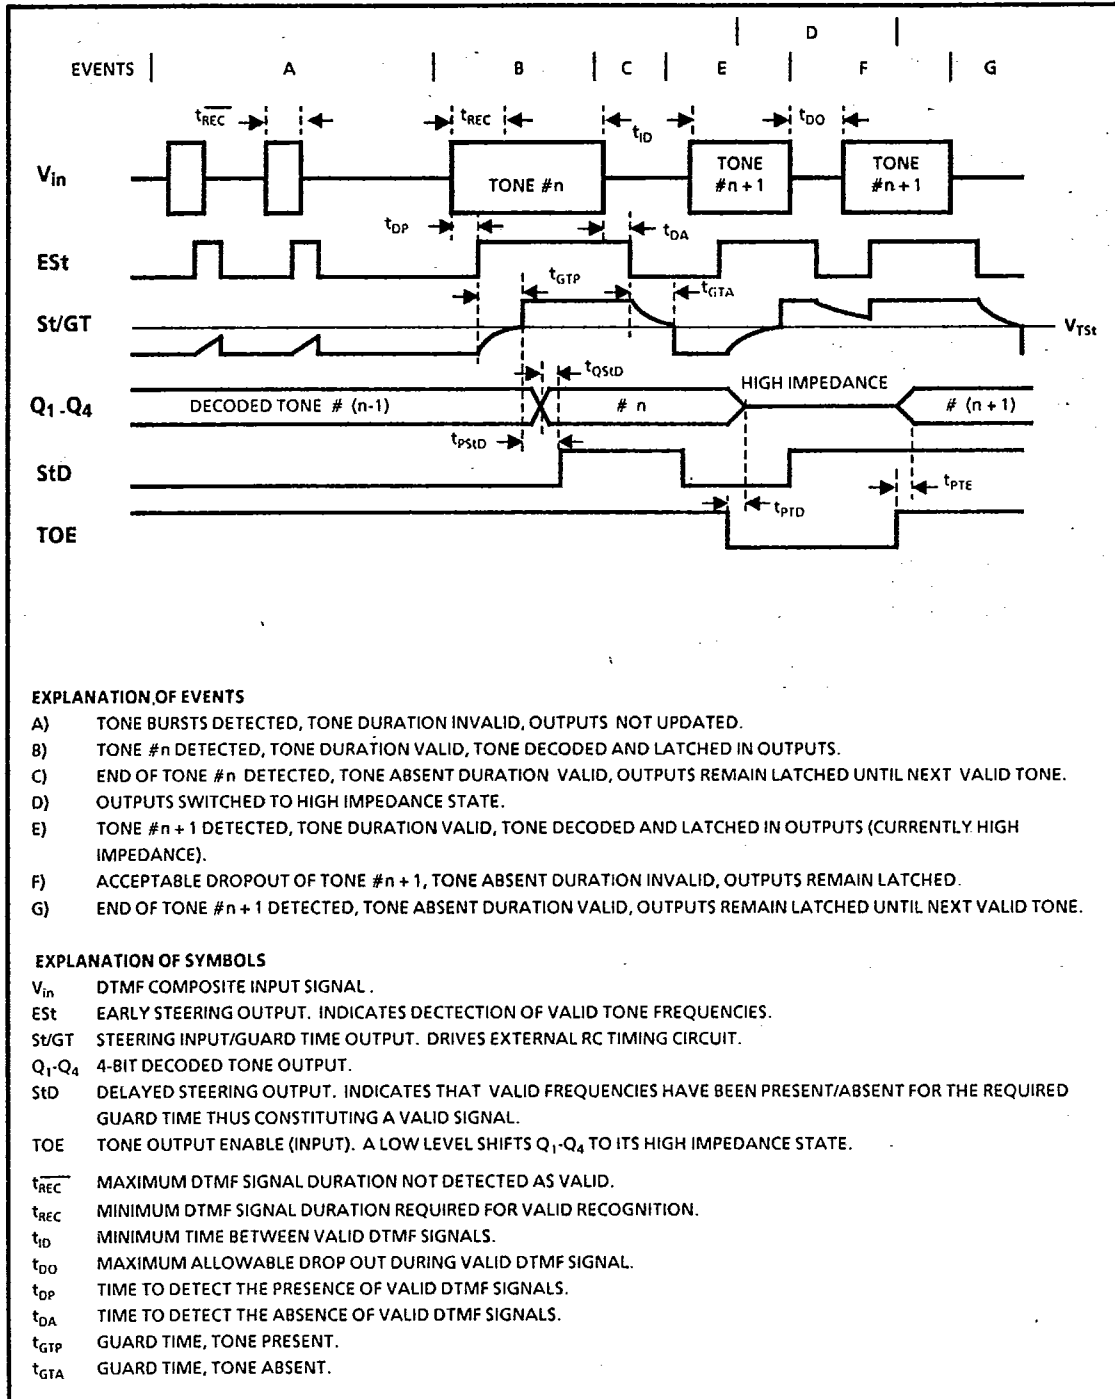 D
EVENTS A B C E F G
tREC tREC tID tDO
Vin TONE #n TONE #n + 1 TONE #n + 1
tDP tDA
ESt
tGTP tGTA
St/GT VTSt
tQStD HIGH IMPEDANCE
Q1-Q4 DECODED TONE # (n-1) # n # (n + 1)
tPStD
StD tPTE
tPTD
TOE
EXPLANATION OF EVENTS
A) TONE BURSTS DETECTED, TONE DURATION INVALID, OUTPUTS NOT UPDATED.
B) TONE #n DETECTED, TONE DURATION VALID, TONE DECODED AND LATCHED IN OUTPUTS.
C) END OF TONE #n DETECTED, TONE ABSENT DURATION VALID, OUTPUTS REMAIN LATCHED UNTIL NEXT VALID TONE.
D) OUTPUTS SWITCHED TO HIGH IMPEDANCE STATE.
E) TONE #n + 1 DETECTED, TONE DURATION VALID, TONE DECODED AND LATCHED IN OUTPUTS (CURRENTLY HIGH
IMPEDANCE).
F) ACCEPTABLE DROPOUT OF TONE #n + 1, TONE ABSENT DURATION INVALID, OUTPUTS REMAIN LATCHED.
G) END OF TONE #n + 1 DETECTED, TONE ABSENT DURATION VALID, OUTPUTS REMAIN LATCHED UNTIL NEXT VALID TONE.
EXPLANATION OF SYMBOLS
Vin DTMF COMPOSITE INPUT SIGNAL.
ESt EARLY STEERING OUTPUT. INDICATES DECTECTION OF VALID TONE FREQUENCIES.
St/GT STEERING INPUT/GUARD TIME OUTPUT. DRIVES EXTERNAL RC TIMING CIRCUIT.
Q1-Q4 4-BIT DECODED TONE OUTPUT.
StD DELAYED STEERING OUTPUT. INDICATES THAT VALID FREQUENCIES HAVE BEEN PRESENT/ABSENT FOR THE REQUIRED
GUARD TIME THUS CONSTITUTING A VALID SIGNAL.
TOE TONE OUTPUT ENABLE (INPUT). A LOW LEVEL SHIFTS Q1-Q4 TO ITS HIGH IMPEDANCE STATE.
tREC MAXIMUM DTMF SIGNAL DURATION NOT DETECTED AS VALID.
tREC MINIMUM DTMF SIGNAL DURATION REQUIRED FOR VALID RECOGNITION.
tID MINIMUM TIME BETWEEN VALID DTMF SIGNALS.
tDO MAXIMUM ALLOWABLE DROP OUT DURING VALID DTMF SIGNAL.
tDP TIME TO DETECT THE PRESENCE OF VALID DTMF SIGNALS.
tDA TIME TO DETECT THE ABSENCE OF VALID DTMF SIGNALS.
tGTP GUARD TIME, TONE PRESENT.
tGTA GUARD TIME, TONE ABSENT.